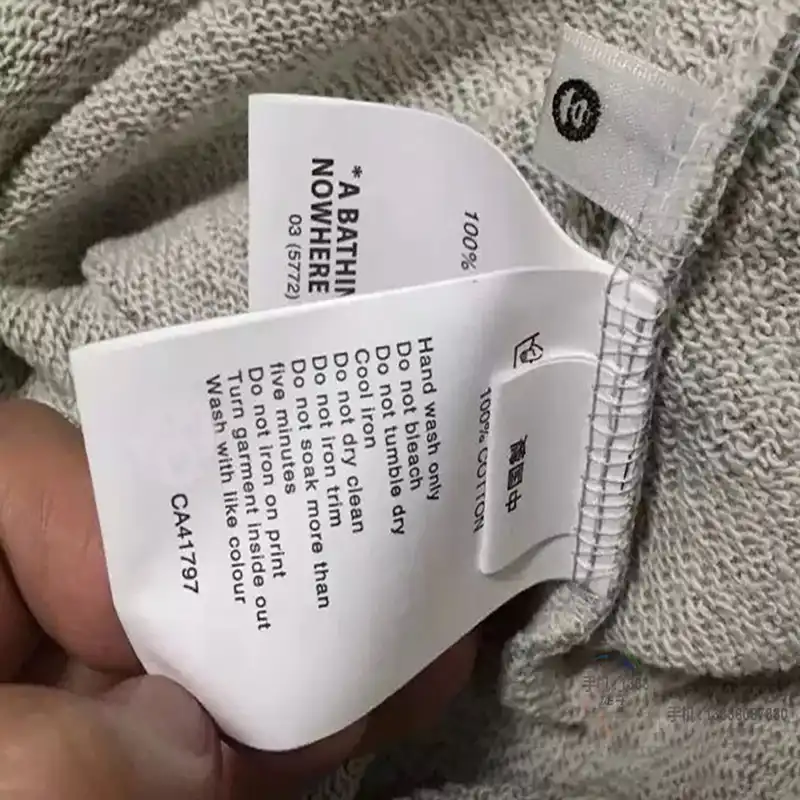 100%
*A BATHIN
NOWHERE
03 (5772)
100% COTTON
Hand wash only
Do not bleach
Do not tumble dry
Cool iron
Do not dry clean
Do not iron trim
Do not soak more than
five minutes
Do not iron on print
Turn garment inside out
Wash with like colour
CA41797